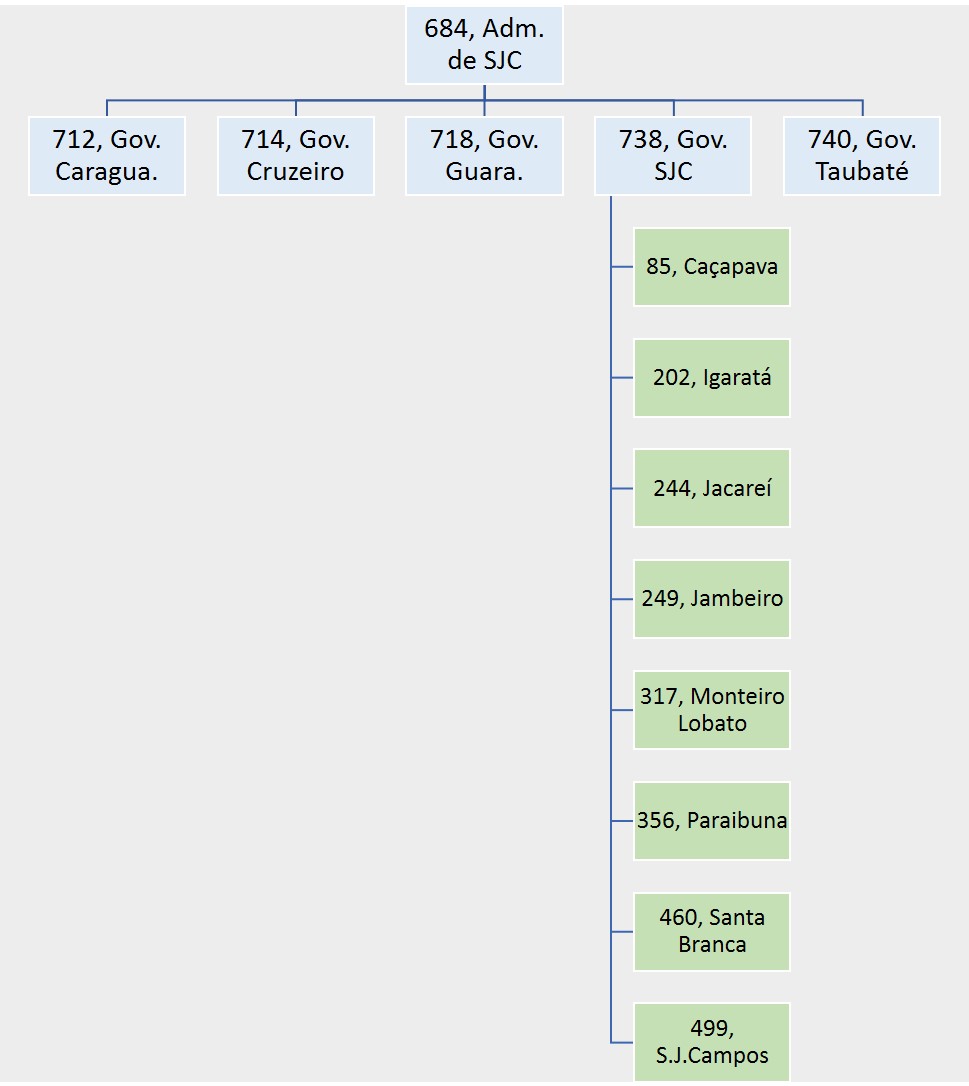 684, Adm.
de SJC
712, Gov.
Caragua.
714, Gov.
Cruzeiro
718, Gov.
Guara.
738, Gov.
SJC
740, Gov.
Taubaté
85, Caçapava
202, Igaratá
244, Jacareí
249, Jambeiro
317, Monteiro
Lobato
356, Paraibuna
460, Santa
Branca
499,
S.J.Campos